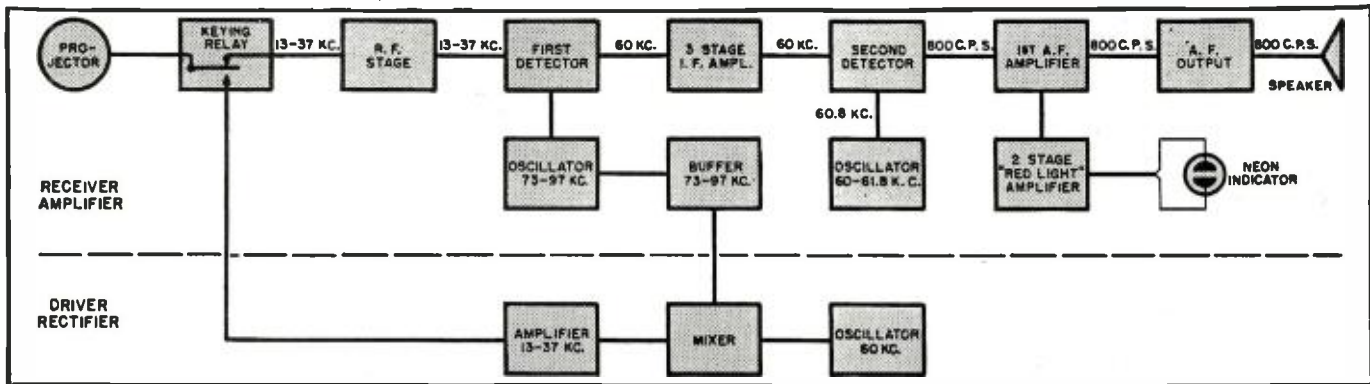 PRO-
JECTOR
KEYING
RELAY
13-37 KC.
R. F.
STAGE
13-37 KC.
FIRST
DETECTOR
60 KC.
3 STAGE
I. F. AMPL.
60 KC.
SECOND
DETECTOR
800 C.P.S.
1ST A.F.
AMPLIFIER
800 C.P.S.
A. F.
OUTPUT
800 C.P.S.
SPEAKER
60.8 KC.
OSCILLATOR
73-97 KC.
BUFFER
73-97 KC.
OSCILLATOR
60-61.8 K.C.
2 STAGE
"RED LIGHT"
AMPLIFIER
NEON
INDICATOR
RECEIVER
AMPLIFIER
DRIVER
RECTIFIER
AMPLIFIER
13-37 KC.
MIXER
OSCILLATOR
60 KC.